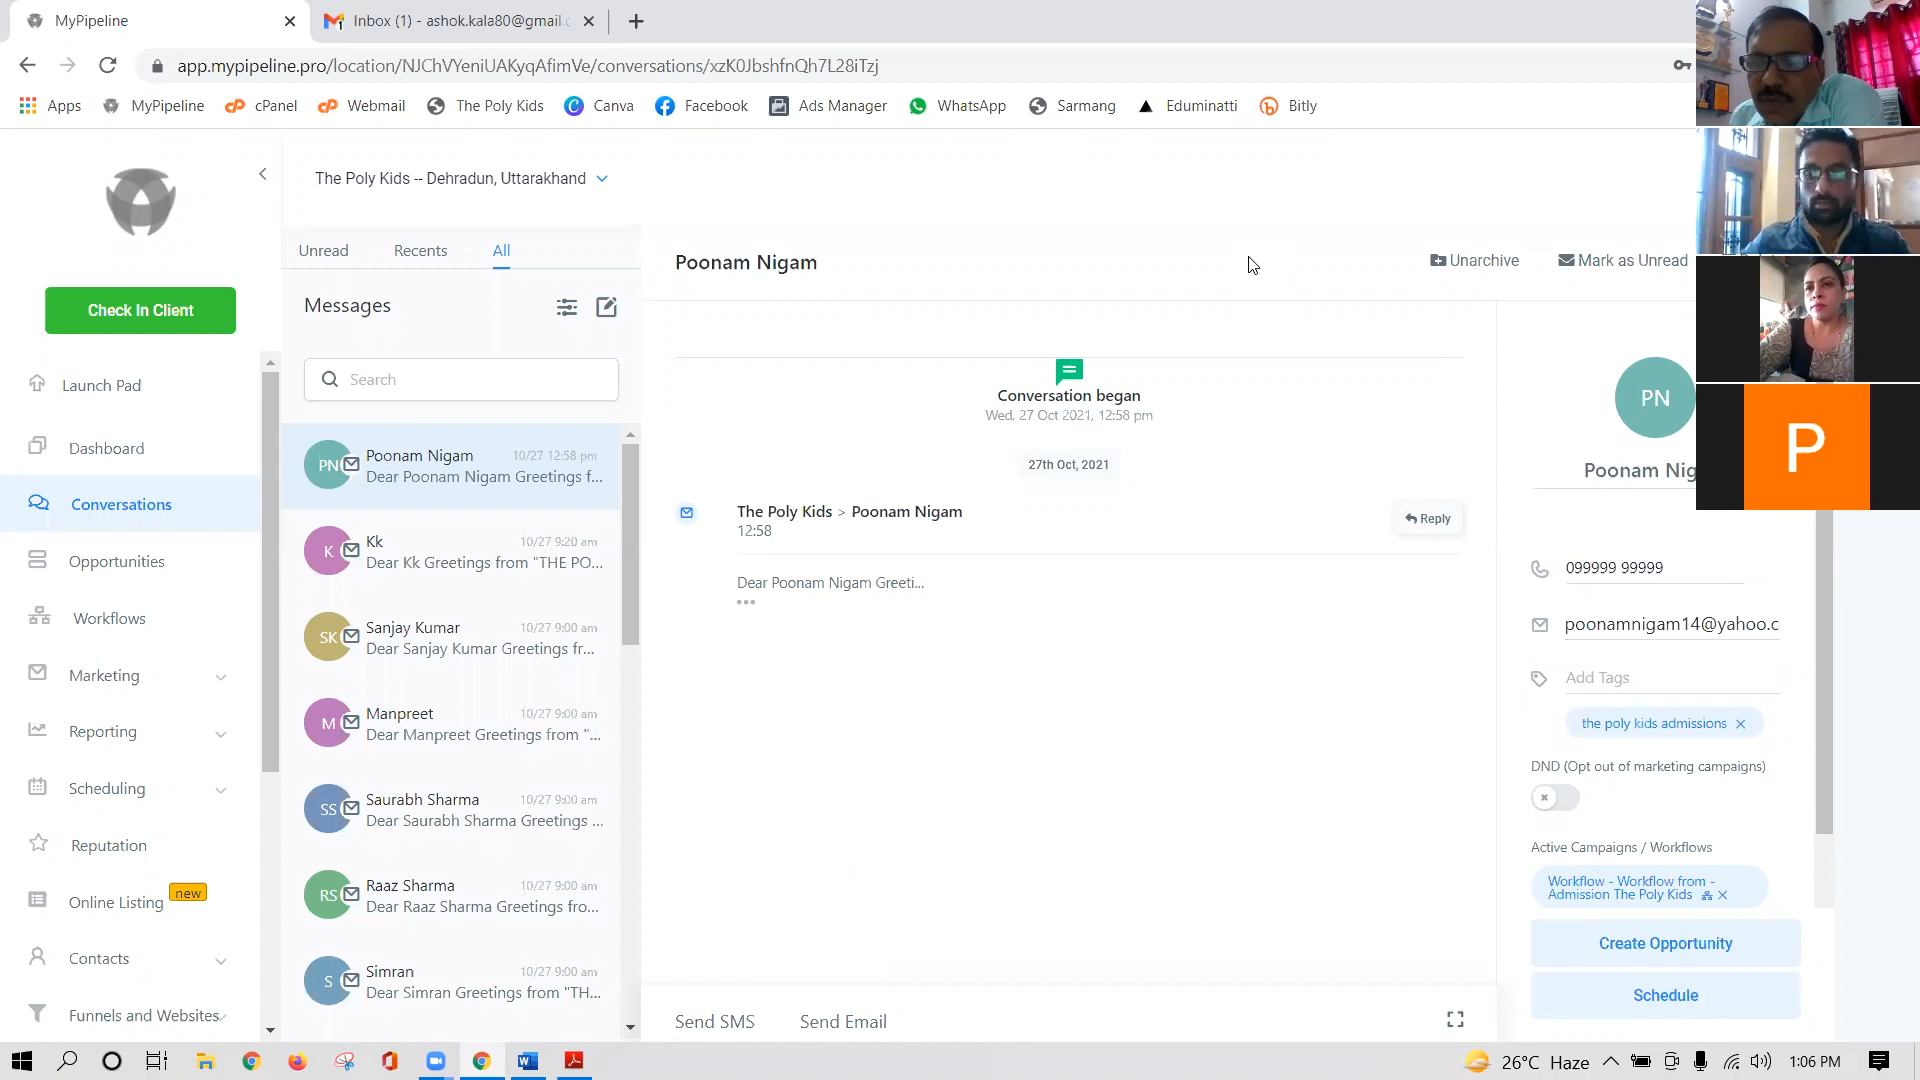 MyPipeline
Inbox (1) - ashok.kala80@gmail.c
app.mypipeline.pro/location/NJChVYeniUAKyqAfimVe/conversations/xzK0JbshfnQh7L28iTzj
Apps MyPipeline cPanel Webmail The Poly Kids Canva Facebook Ads Manager WhatsApp Sarmang Eduminatti Bitly
The Poly Kids -- Dehradun, Uttarakhand
Check In Client
Launch Pad
Dashboard
Conversations
Opportunities
Workflows
Marketing
Reporting
Scheduling
Reputation
Online Listing new
Contacts
Funnels and Websites
Unread Recents All
Messages
Search
PN Poonam Nigam 10/27 12:58 pm
Dear Poonam Nigam Greetings f...
K Kk 10/27 9:20 am
Dear Kk Greetings from "THE PO...
SK Sanjay Kumar 10/27 9:00 am
Dear Sanjay Kumar Greetings fr...
M Manpreet 10/27 9:00 am
Dear Manpreet Greetings from "...
SS Saurabh Sharma 10/27 9:00 am
Dear Saurabh Sharma Greetings ...
RS Raaz Sharma 10/27 9:00 am
Dear Raaz Sharma Greetings fro...
S Simran 10/27 9:00 am
Dear Simran Greetings from "TH...
Poonam Nigam
Unarchive Mark as Unread
Conversation began
Wed, 27 Oct 2021, 12:58 pm
27th Oct, 2021
The Poly Kids > Poonam Nigam
12:58
Reply
Dear Poonam Nigam Greeti...
Send SMS Send Email
PN
Poonam Nig
P
099999 99999
poonamnigam14@yahoo.c
Add Tags
the poly kids admissions
DND (Opt out of marketing campaigns)
Active Campaigns / Workflows
Workflow - Workflow from -
Admission The Poly Kids
Create Opportunity
Schedule
26°C Haze 1:06 PM